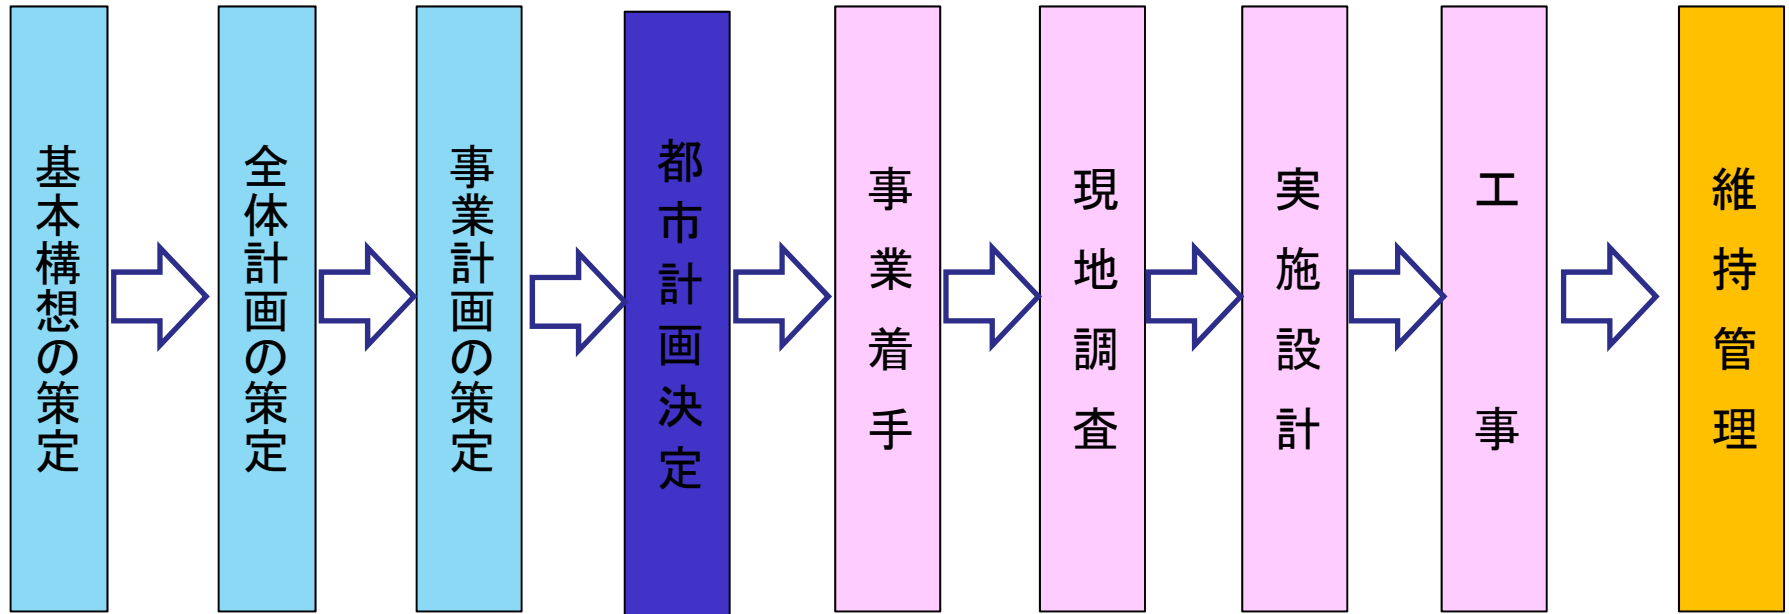 基本構想の策定
全体計画の策定
事業計画の策定
都市計画決定
事業着手
現地調査
実施設計
工事
維持管理